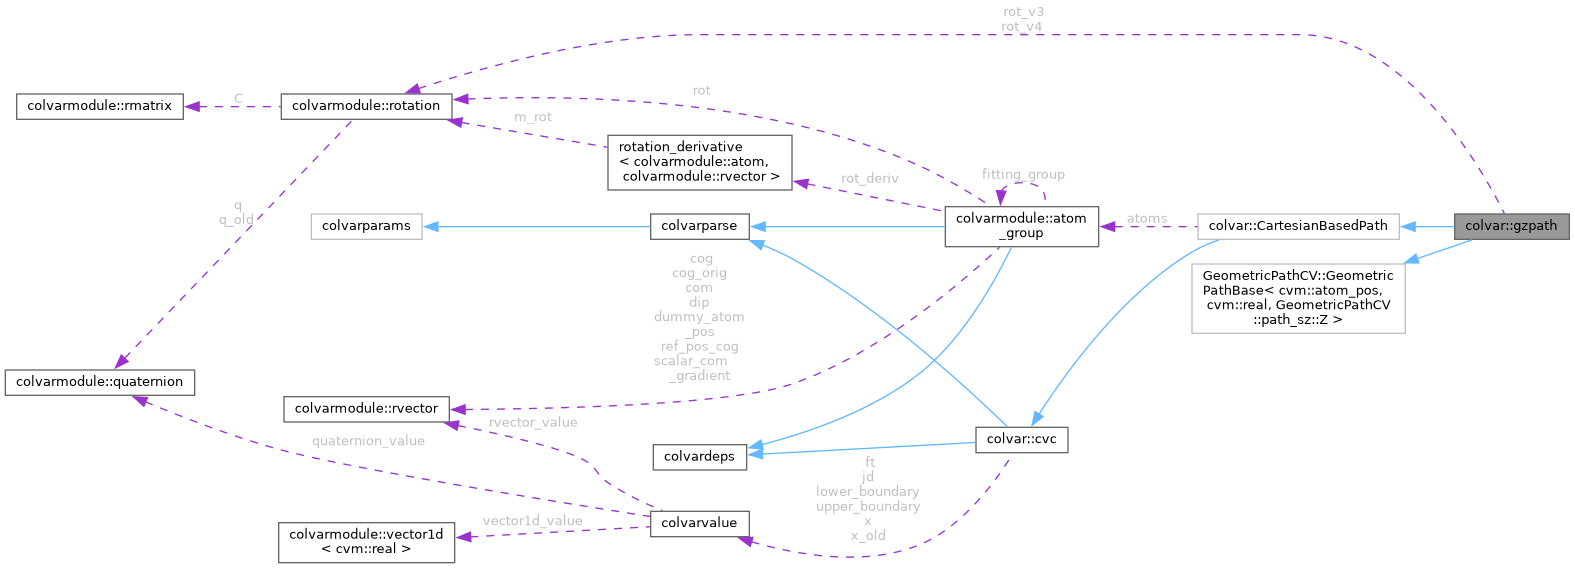 rot_v3
rot_v4
colvarmodule::rmatrix
C
colvarmodule::rotation
rot
m_rot
rotation_derivative
< colvarmodule::atom,
colvarmodule::rvector >
rot_deriv
fitting_group
q
q_old
colvarparams
colvarparse
colvarmodule::atom
_group
atoms
colvar::CartesianBasedPath
colvar::gzpath
GeometricPathCV::Geometric
PathBase< cvm::atom_pos,
cvm::real, GeometricPathCV
::path_sz::Z >
cog
cog_orig
com
dip
dummy_atom
_pos
ref_pos_cog
scalar_com
_gradient
colvarmodule::quaternion
colvarmodule::rvector
rvector_value
quaternion_value
colvardeps
colvar::cvc
ft
jd
lower_boundary
upper_boundary
x
x_old
colvarvalue
vector1d_value
colvarmodule::vector1d
< cvm::real >